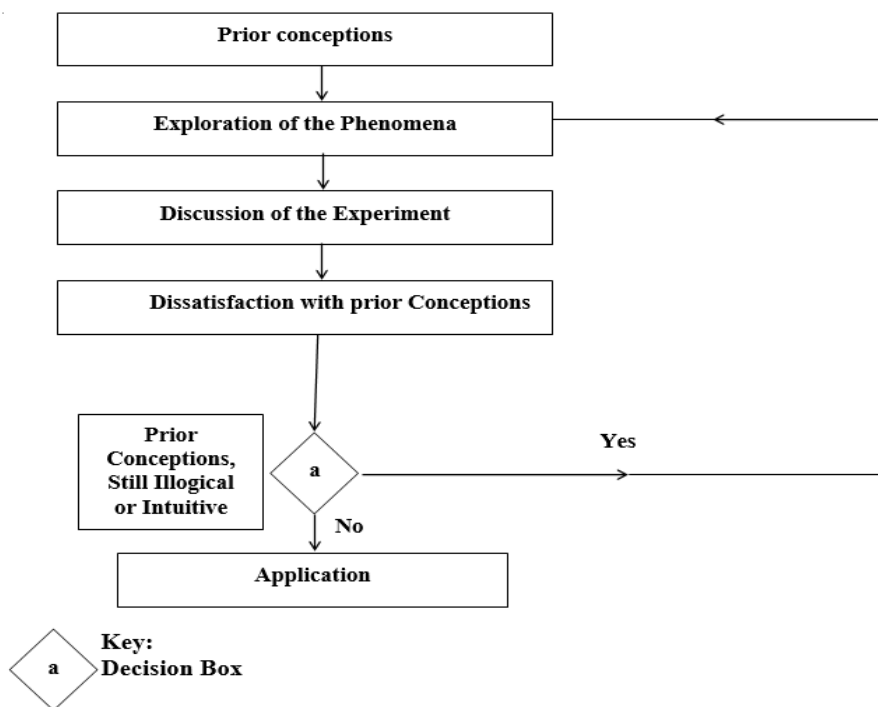 Prior conceptions
Exploration of the Phenomena
Discussion of the Experiment
Dissatisfaction with prior Conceptions
Prior
Conceptions,
Still Illogical
or Intuitive
a
Yes
No
Application
a
Key:
Decision Box